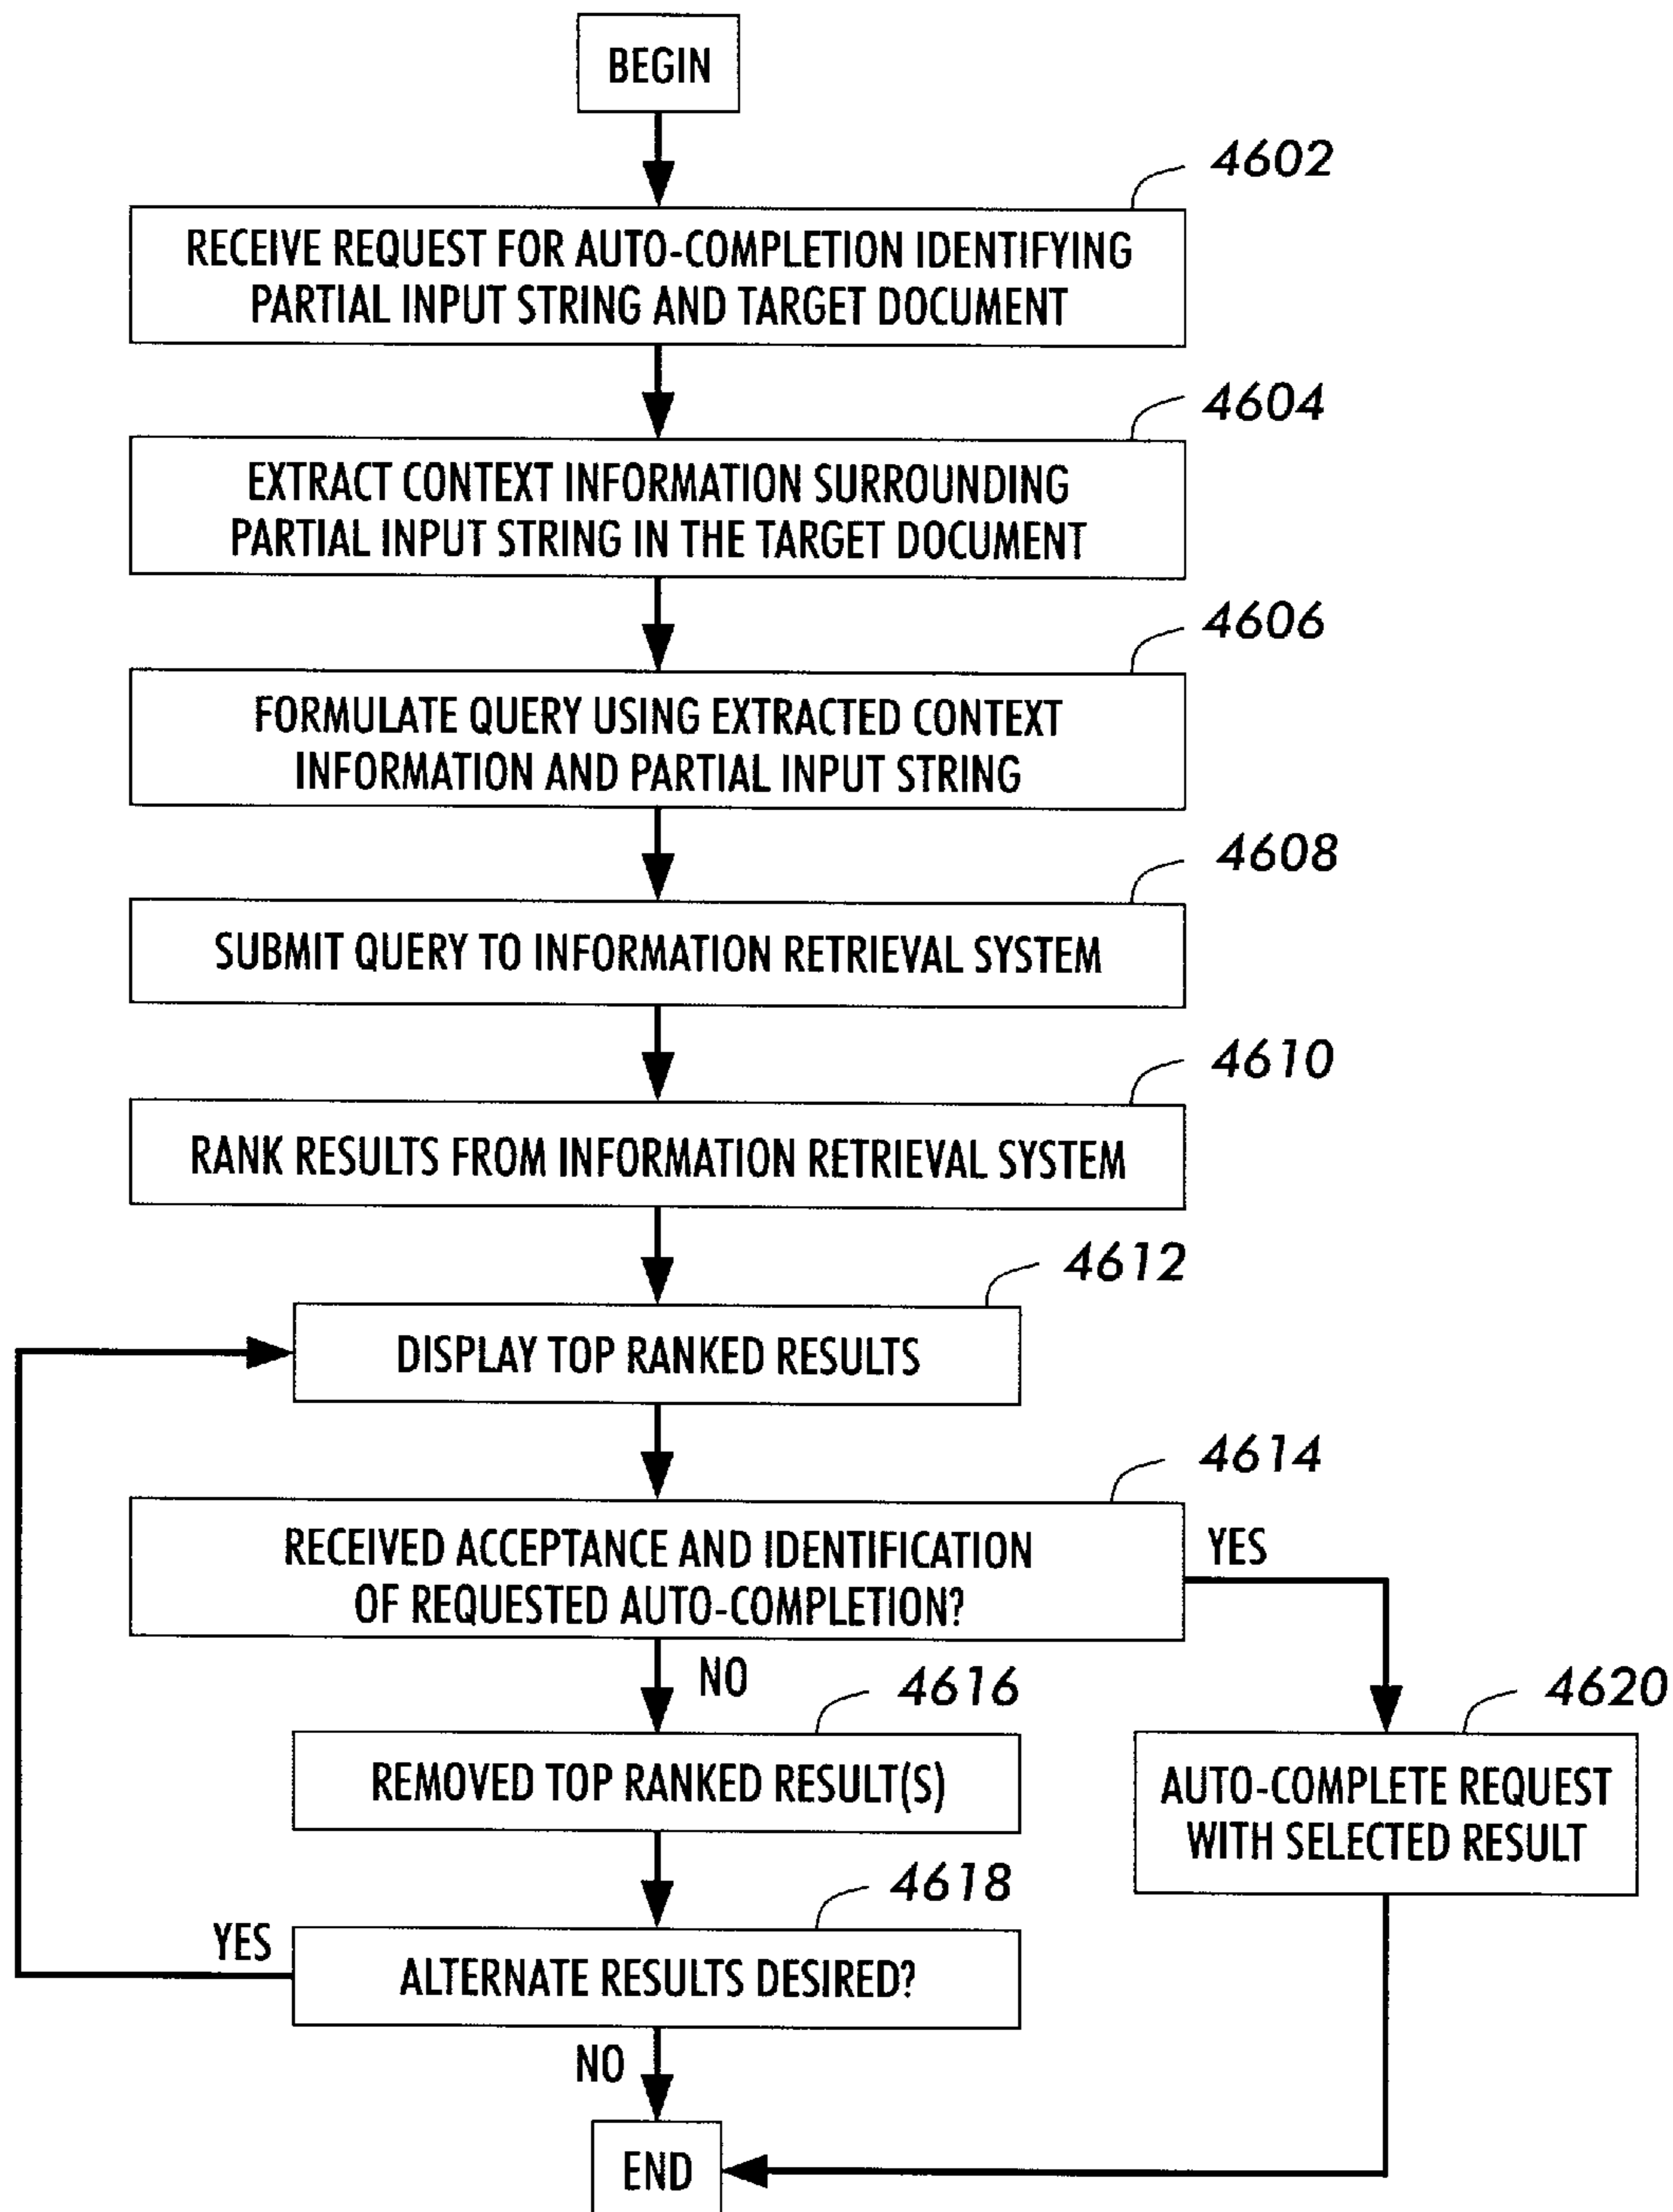 BEGIN
4602
RECEIVE REQUEST FOR AUTO-COMPLETION IDENTIFYING
PARTIAL INPUT STRING AND TARGET DOCUMENT
4604
EXTRACT CONTEXT INFORMATION SURROUNDING
PARTIAL INPUT STRING IN THE TARGET DOCUMENT
4606
FORMULATE QUERY USING EXTRACTED CONTEXT
INFORMATION AND PARTIAL INPUT STRING
4608
SUBMIT QUERY TO INFORMATION RETRIEVAL SYSTEM
4610
RANK RESULTS FROM INFORMATION RETRIEVAL SYSTEM
4612
DISPLAY TOP RANKED RESULTS
4614
RECEIVED ACCEPTANCE AND IDENTIFICATION
OF REQUESTED AUTO-COMPLETION?
YES
NO
4616
REMOVED TOP RANKED RESULT(S)
4620
AUTO-COMPLETE REQUEST
WITH SELECTED RESULT
4618
YES
ALTERNATE RESULTS DESIRED?
NO
END